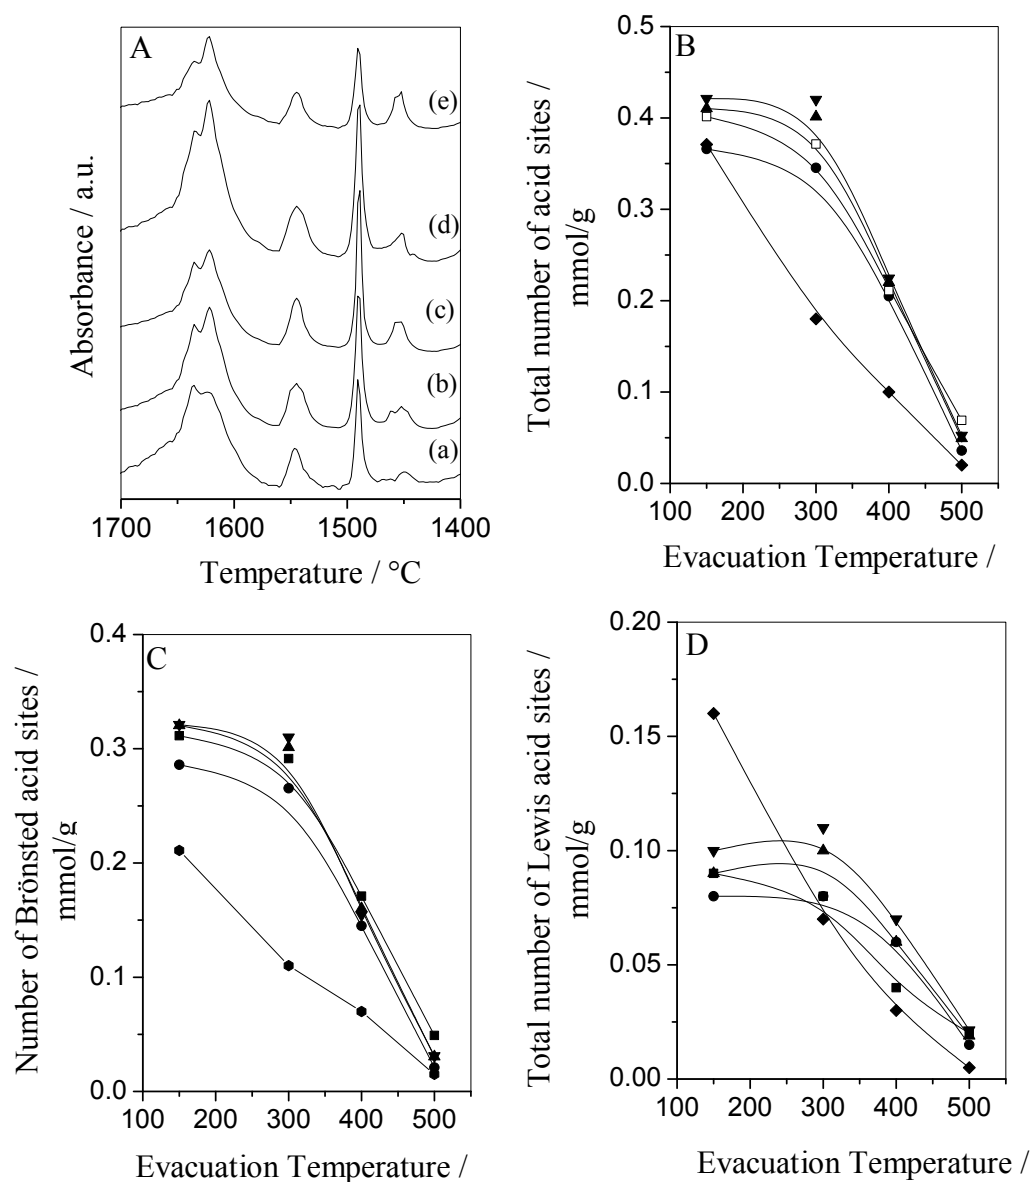 A
(e)
(d)
(c)
(b)
(a)
Absorbance / a.u.
1700 1600 1500 1400
Temperature / °C
B
0.5
0.4
0.3
0.2
0.1
0.0
Total number of acid sites /
mmol/g
100 200 300 400 500
Evacuation Temperature /
C
0.4
0.3
0.2
0.1
0.0
Number of Brönsted acid sites /
mmol/g
100 200 300 400 500
Evacuation Temperature /
D
0.20
0.15
0.10
0.05
0.00
Total number of Lewis acid sites /
mmol/g
100 200 300 400 500
Evacuation Temperature /